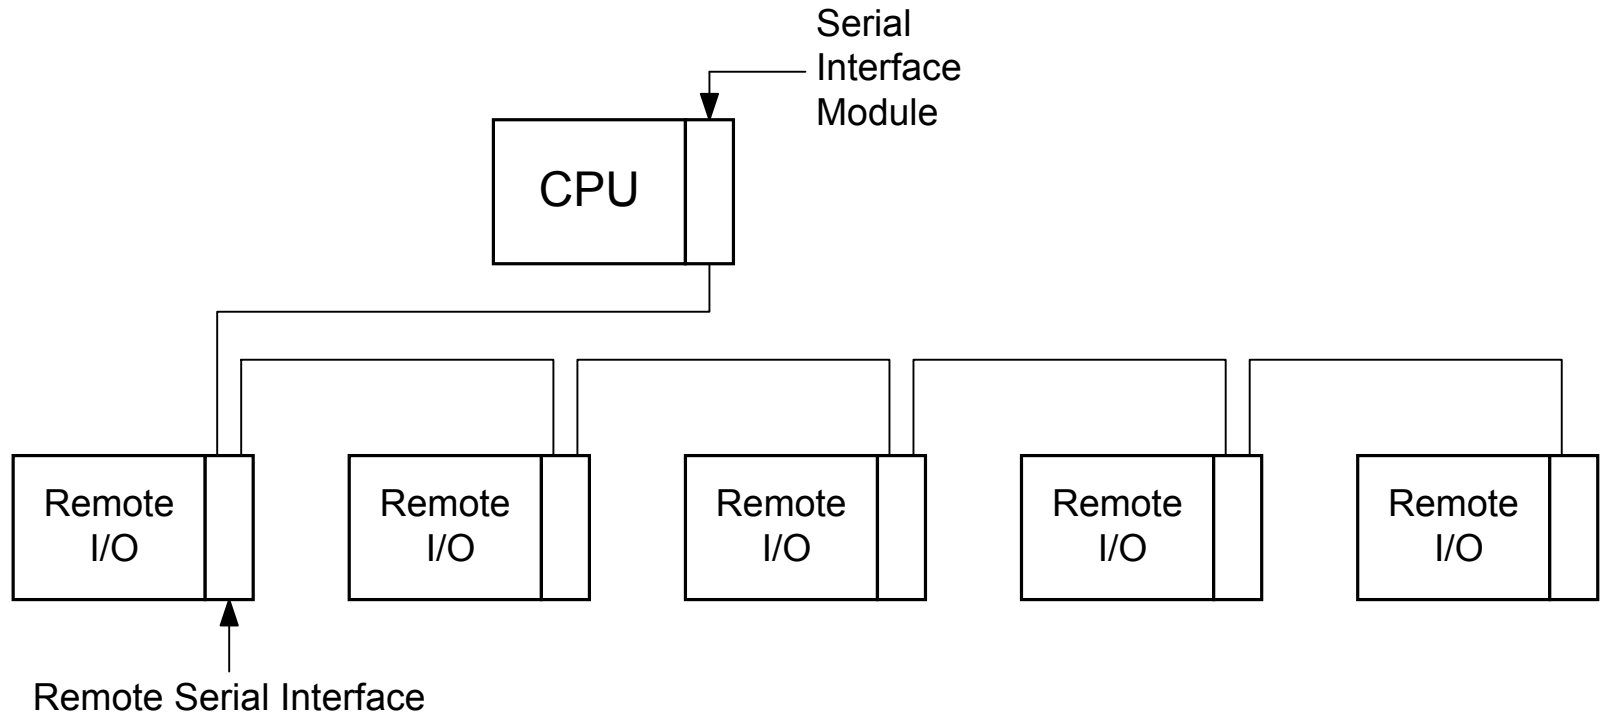 Serial
Interface
Module
CPU
Remote
I/O
Remote
I/O
Remote
I/O
Remote
I/O
Remote
I/O
Remote Serial Interface